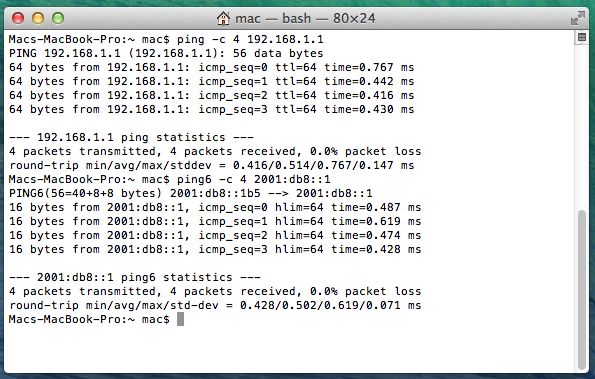 mac — bash — 80×24
Macs-MacBook-Pro:~ mac$ ping -c 4 192.168.1.1
PING 192.168.1.1 (192.168.1.1): 56 data bytes
64 bytes from 192.168.1.1: icmp_seq=0 ttl=64 time=0.767 ms
64 bytes from 192.168.1.1: icmp_seq=1 ttl=64 time=0.442 ms
64 bytes from 192.168.1.1: icmp_seq=2 ttl=64 time=0.416 ms
64 bytes from 192.168.1.1: icmp_seq=3 ttl=64 time=0.430 ms
--- 192.168.1.1 ping statistics ---
4 packets transmitted, 4 packets received, 0.0% packet loss
round-trip min/avg/max/stddev = 0.416/0.514/0.767/0.147 ms
Macs-MacBook-Pro:~ mac$ ping6 -c 4 2001:db8::1
PING6(56=40+8+8 bytes) 2001:db8::1b5 --> 2001:db8::1
16 bytes from 2001:db8::1, icmp_seq=0 hlim=64 time=0.487 ms
16 bytes from 2001:db8::1, icmp_seq=1 hlim=64 time=0.619 ms
16 bytes from 2001:db8::1, icmp_seq=2 hlim=64 time=0.474 ms
16 bytes from 2001:db8::1, icmp_seq=3 hlim=64 time=0.428 ms
--- 2001:db8::1 ping6 statistics ---
4 packets transmitted, 4 packets received, 0.0% packet loss
round-trip min/avg/max/std-dev = 0.428/0.502/0.619/0.071 ms
Macs-MacBook-Pro:~ mac$